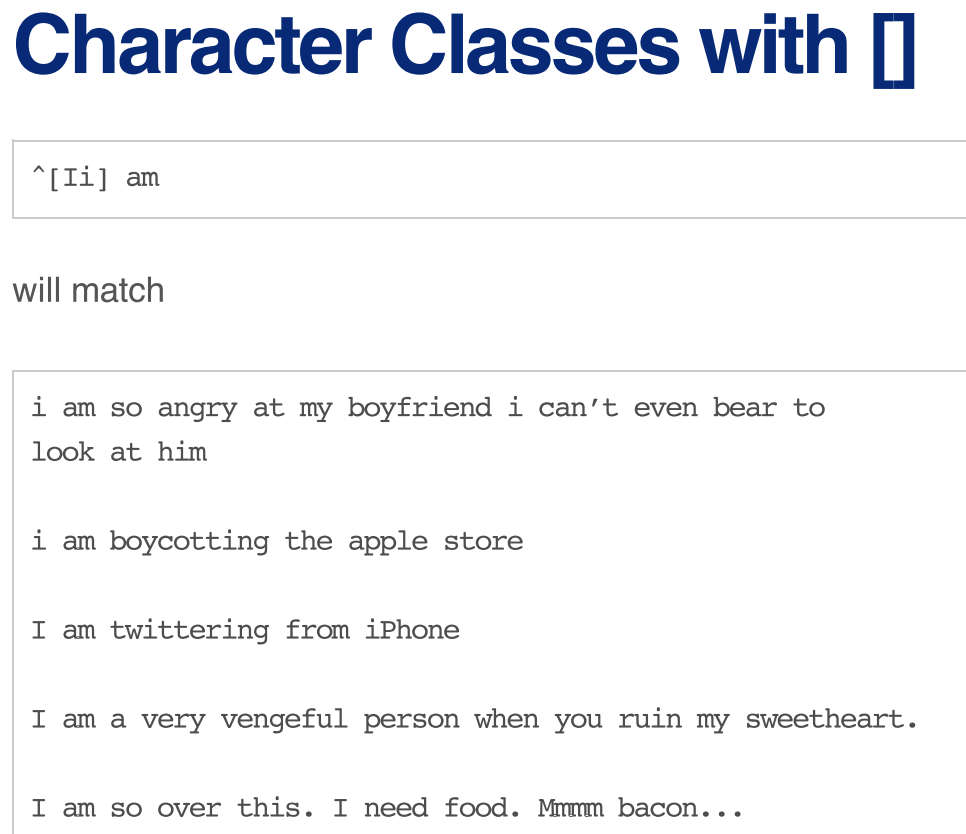 Character Classes with []
^[Ii] am
will match
i am so angry at my boyfriend i can’t even bear to
look at him
i am boycotting the apple store
I am twittering from iPhone
I am a very vengeful person when you ruin my sweetheart.
I am so over this. I need food. Mmmm bacon...